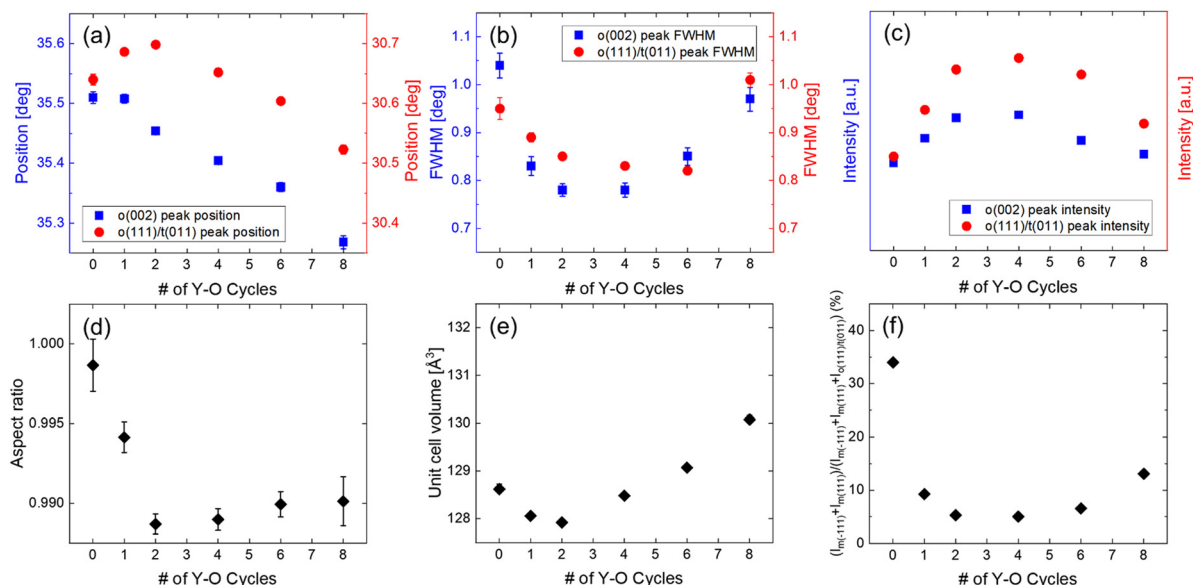 (a)
35.6
35.5
35.4
35.3
Position [deg]
30.7
30.6
30.5
30.4
Position [deg]
o(002) peak position
o(111)/t(011) peak position
0 1 2 3 4 5 6 7 8
# of Y-O Cycles
(b)
1.1
1.0
0.9
0.8
0.7
FWHM [deg]
1.1
1.0
0.9
0.8
0.7
FWHM [deg]
o(002) peak FWHM
o(111)/t(011) peak FWHM
0 1 2 3 4 5 6 7 8
# of Y-O Cycles
(c)
Intensity [a.u.]
Intensity [a.u.]
o(002) peak intensity
o(111)/t(011) peak intensity
0 1 2 3 4 5 6 7 8
# of Y-O Cycles
(d)
1.000
0.995
0.990
Aspect ratio
0 1 2 3 4 5 6 7 8
# of Y-O Cycles
(e)
132
131
130
129
128
Unit cell volume [Å³]
0 1 2 3 4 5 6 7 8
# of Y-O Cycles
(f)
40
30
20
10
0
(I_m(-111)+I_m(111))/(I_m(-111)+I_m(111)+I_o(111)/t(011)) (%)
0 1 2 3 4 5 6 7 8
# of Y-O Cycles